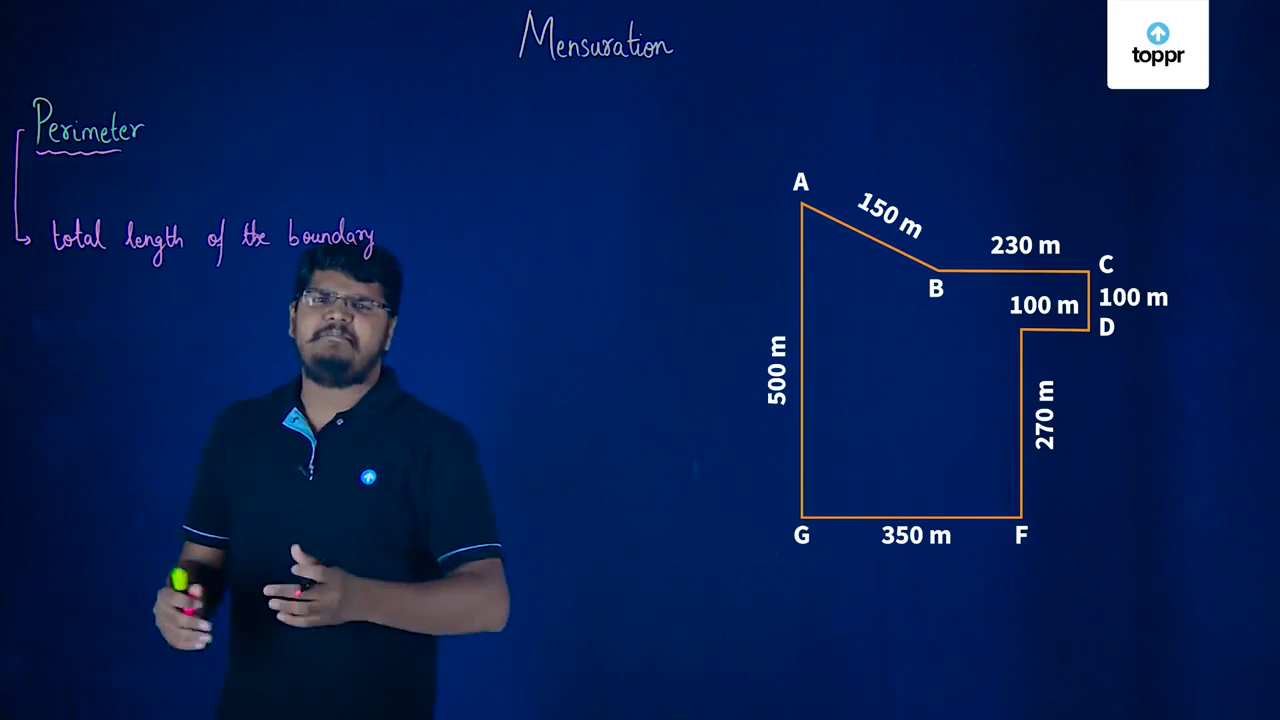 Mensuration
toppr
Perimeter
total length of the boundary
A
150 m
230 m
C
B
100 m
100 m
D
500 m
270 m
G
350 m
F